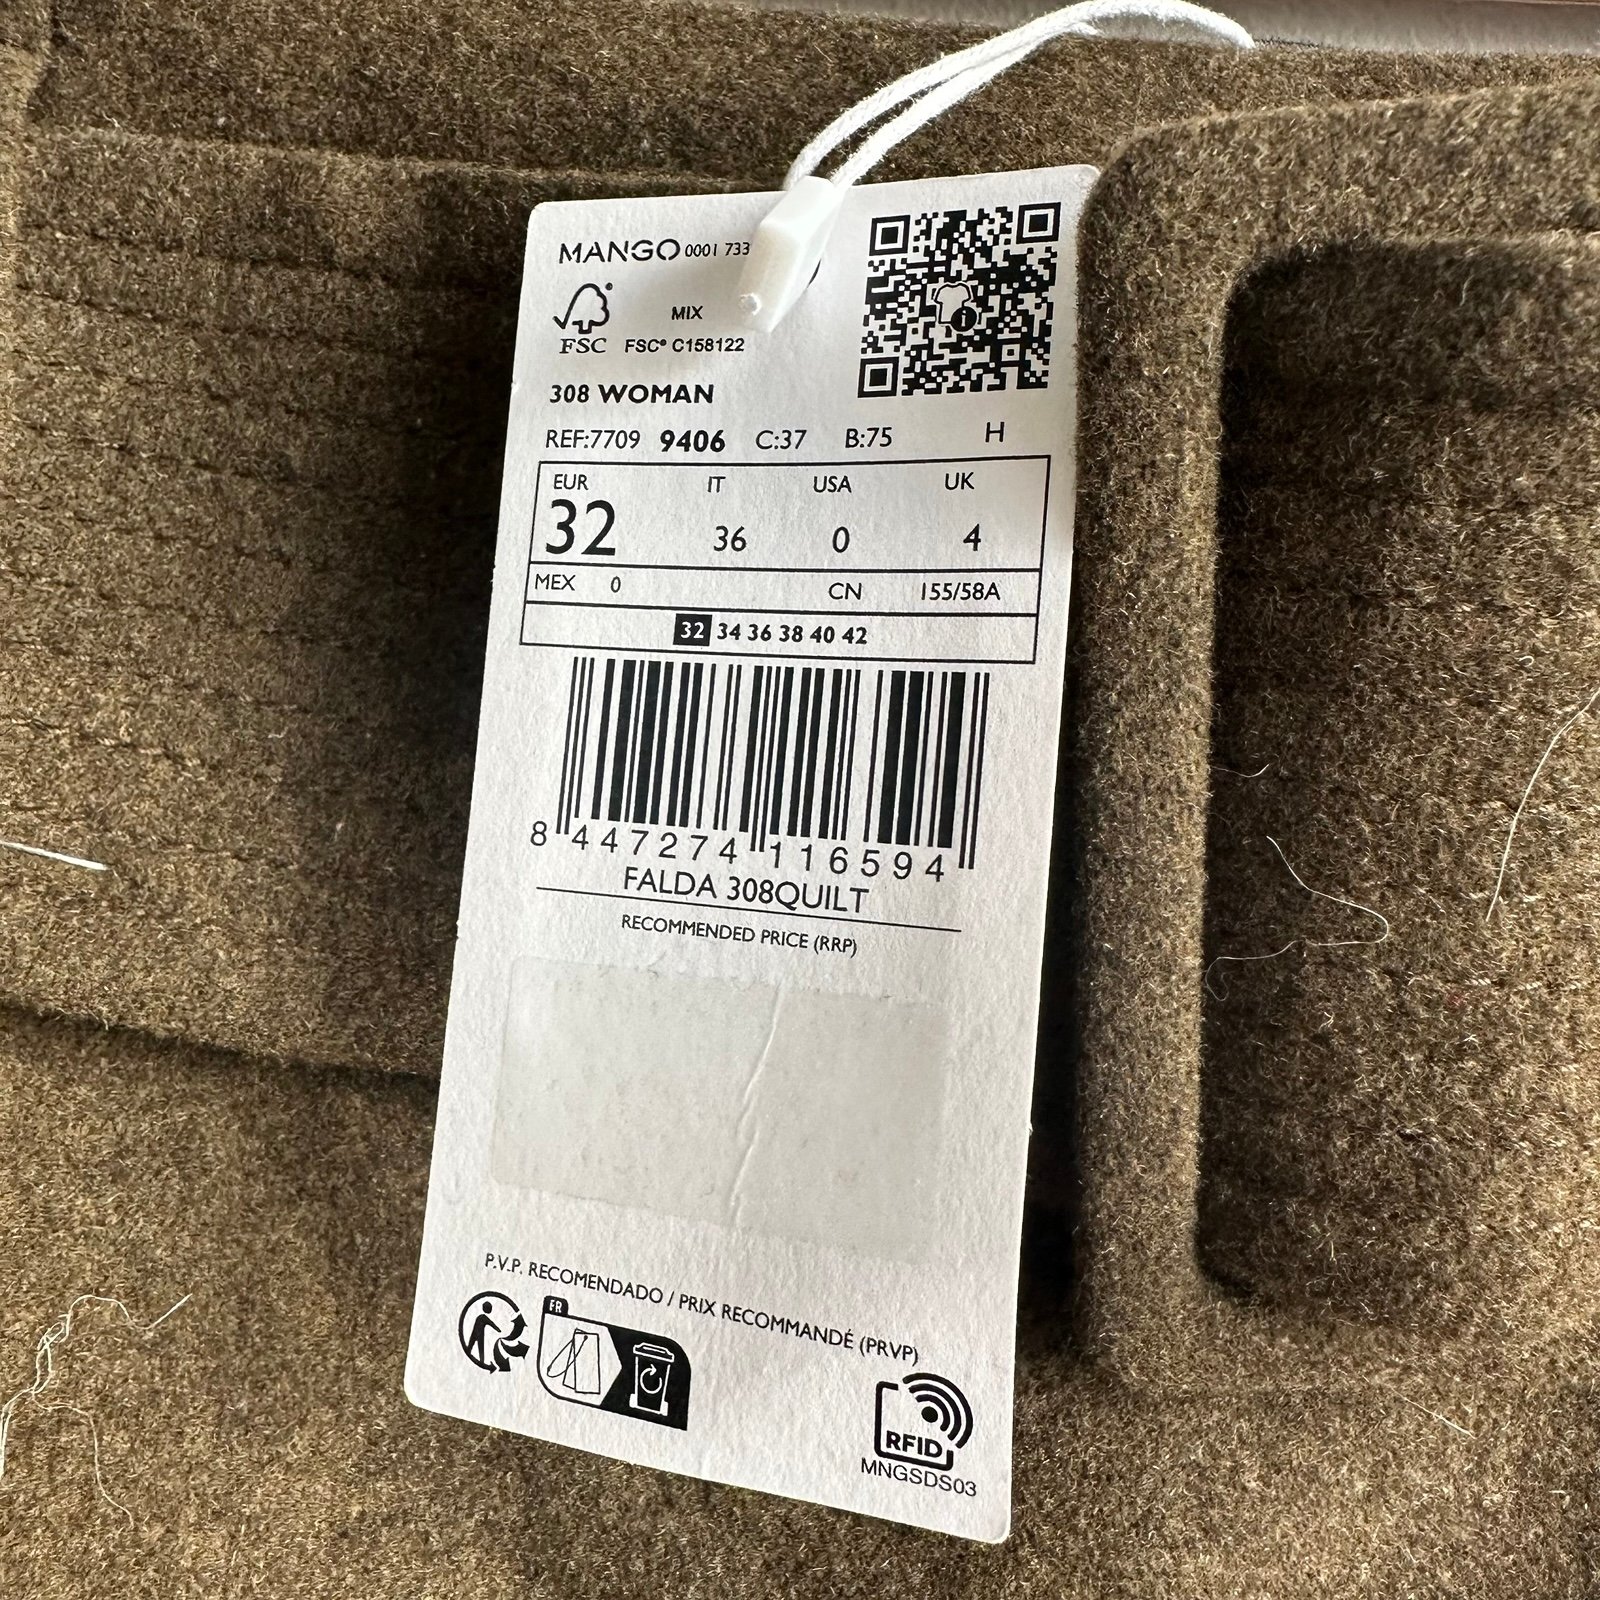 MANGO 0001 733
MIX
FSC FSC® C158122
308 WOMAN
REF:7709 9406 C:37 B:75 H
EUR IT USA UK
32 36 0 4
MEX 0 CN 155/58A
32 34 36 38 40 42
8 447274 116594
FALDA 308QUILT
RECOMMENDED PRICE (RRP)
P.V.P. RECOMENDADO / PRIX RECOMMANDÉ (PRVP)
FR
RFID
MNGSDS03